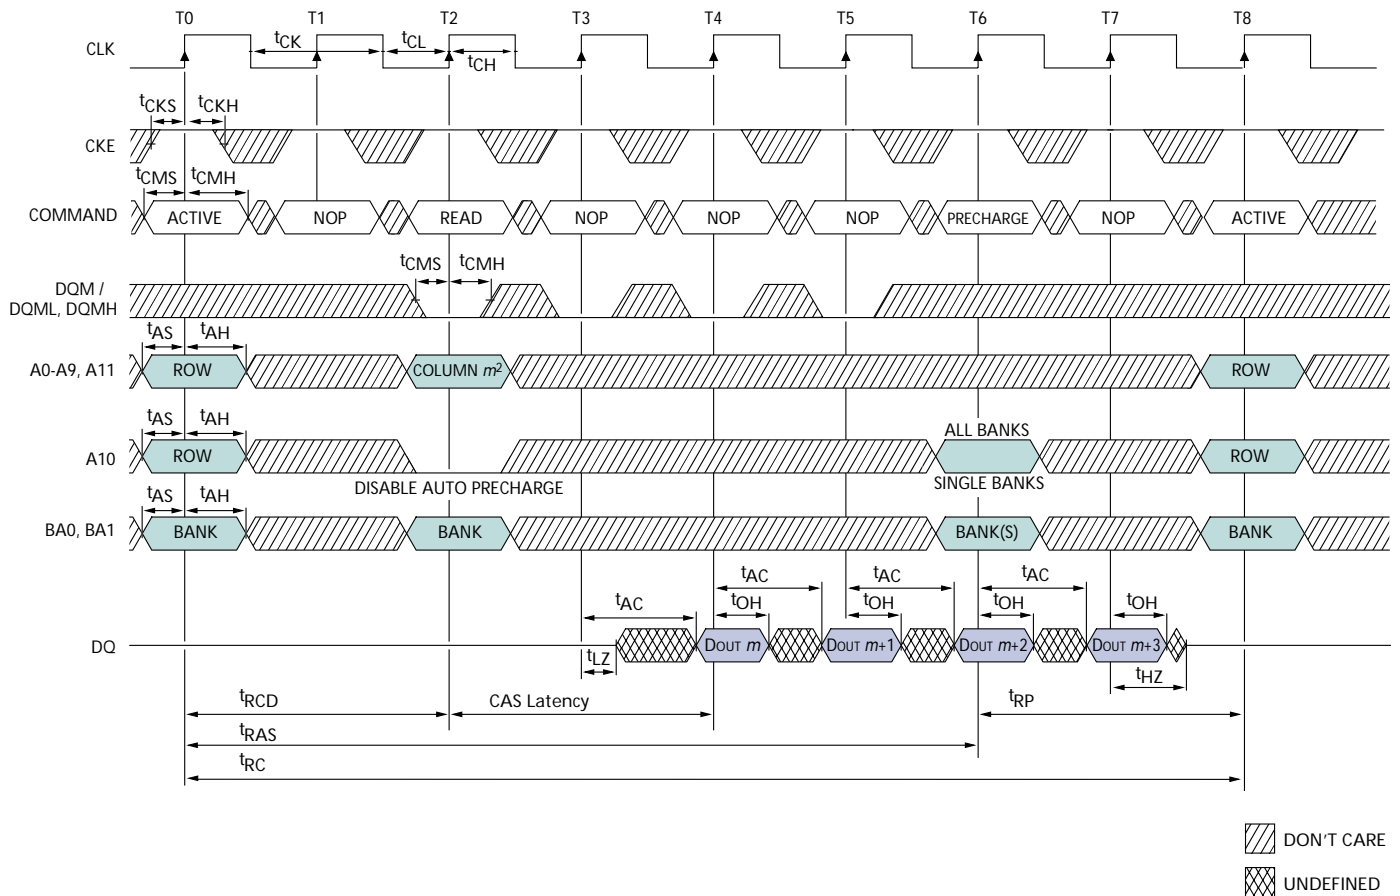 T0 T1 T2 T3 T4 T5 T6 T7 T8
CLK
tCK tCL
tCH
tCKS tCKH
CKE
tCMS tCMH
COMMAND ACTIVE NOP READ NOP NOP NOP PRECHARGE NOP ACTIVE
tCMS tCMH
DQM /
DQML, DQMH
tAS tAH
A0-A9, A11 ROW COLUMN m2 ROW
tAS tAH ALL BANKS
A10 ROW ROW
DISABLE AUTO PRECHARGE SINGLE BANKS
tAS tAH
BA0, BA1 BANK BANK BANK(S) BANK
tAC tAC tAC
tAC tOH tOH tOH tOH
DQ DOUT m DOUT m+1 DOUT m+2 DOUT m+3
tLZ tHZ
tRCD CAS Latency tRP
tRAS
tRC
DON'T CARE
UNDEFINED